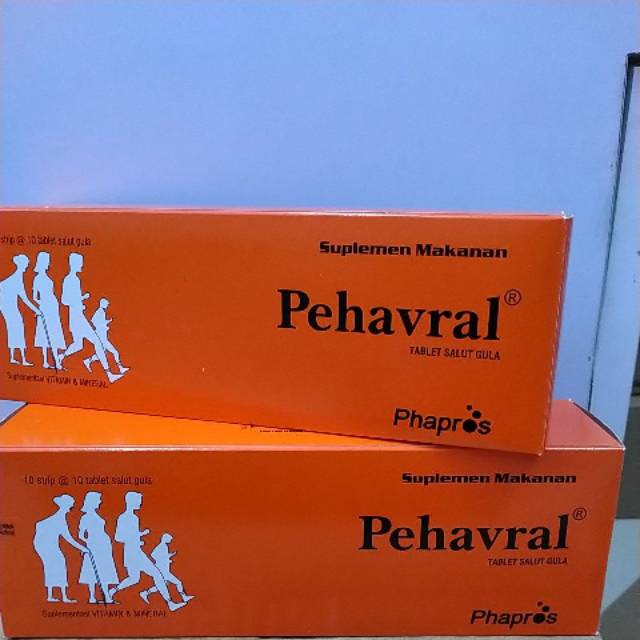 strip @ 10 tablet salut gula
Suplemen Makanan
Pehavral®
TABLET SALUT GULA
Suplementasi VITAMIN & MINERAL
Phapros
10 strip @ 10 tablet salut gula
Suplemen Makanan
Pehavral®
TABLET SALUT GULA
Suplementasi VITAMIN & MINERAL
Phapros